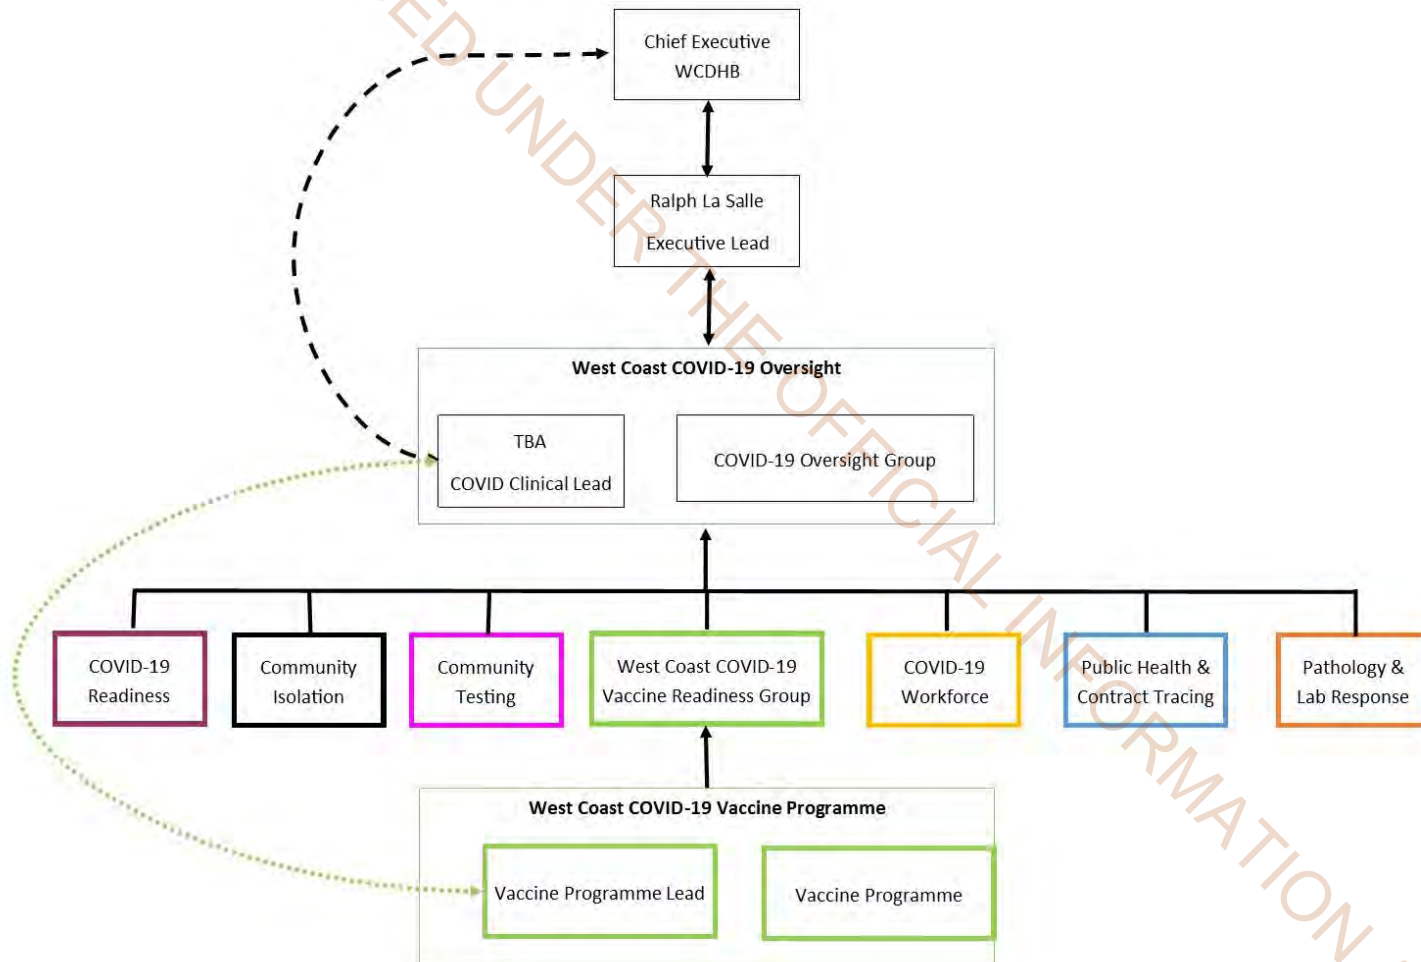 Chief Executive
WCDHB
Ralph La Salle
Executive Lead
West Coast COVID-19 Oversight
TBA
COVID Clinical Lead
COVID-19 Oversight Group
COVID-19
Readiness
Community
Isolation
Community
Testing
West Coast COVID-19
Vaccine Readiness Group
COVID-19
Workforce
Public Health &
Contract Tracing
Pathology &
Lab Response
West Coast COVID-19 Vaccine Programme
Vaccine Programme Lead
Vaccine Programme
ED UNDER THE OFFICIAL INFORMATION